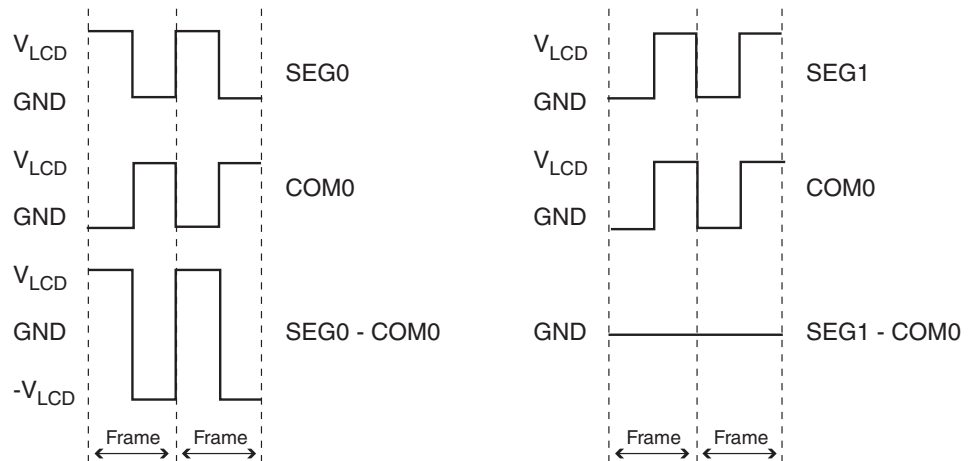 V_LCD
SEG0
GND
V_LCD
COM0
GND
V_LCD
GND
SEG0 - COM0
-V_LCD
Frame Frame
V_LCD
SEG1
GND
V_LCD
COM0
GND
GND
SEG1 - COM0
Frame Frame